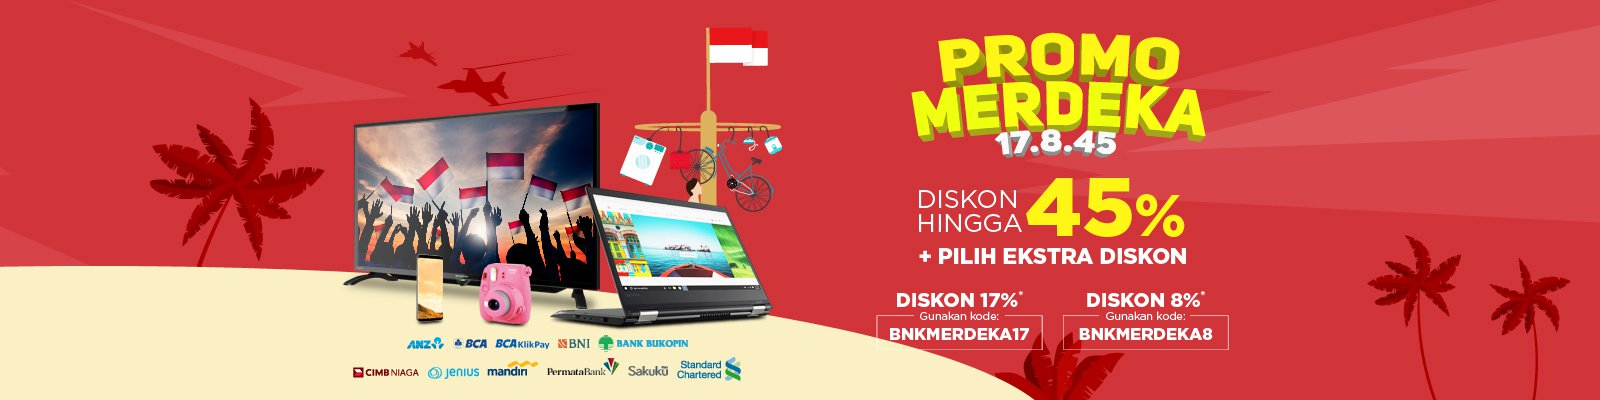 PROMO
MERDEKA
17.8.45
DISKON
HINGGA
45%
+ PILIH EKSTRA DISKON
DISKON 17%*
Gunakan kode:
BNKMERDEKA17
DISKON 8%*
Gunakan kode:
BNKMERDEKA8
ANZ BCA BCA KlikPay BNI BANK BUKOPIN
CIMB NIAGA jenius mandiri PermataBank Sakuku Standard Chartered